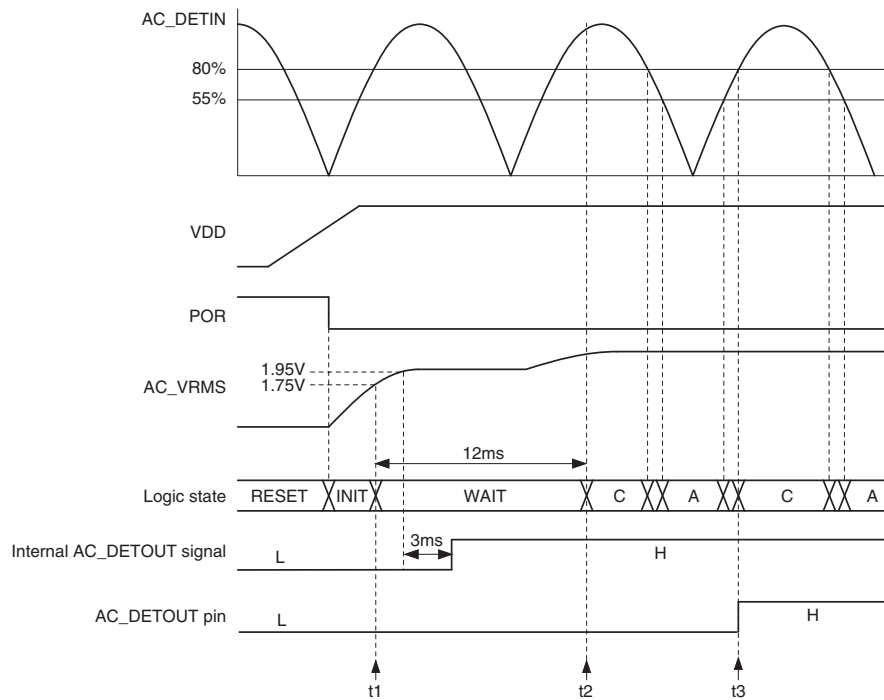 AC_DETIN
80%
55%
VDD
POR
1.95V
1.75V
AC_VRMS
12ms
Logic state RESET INIT WAIT C A C A
3ms
Internal AC_DETOUT signal L H
AC_DETOUT pin L H
t1 t2 t3